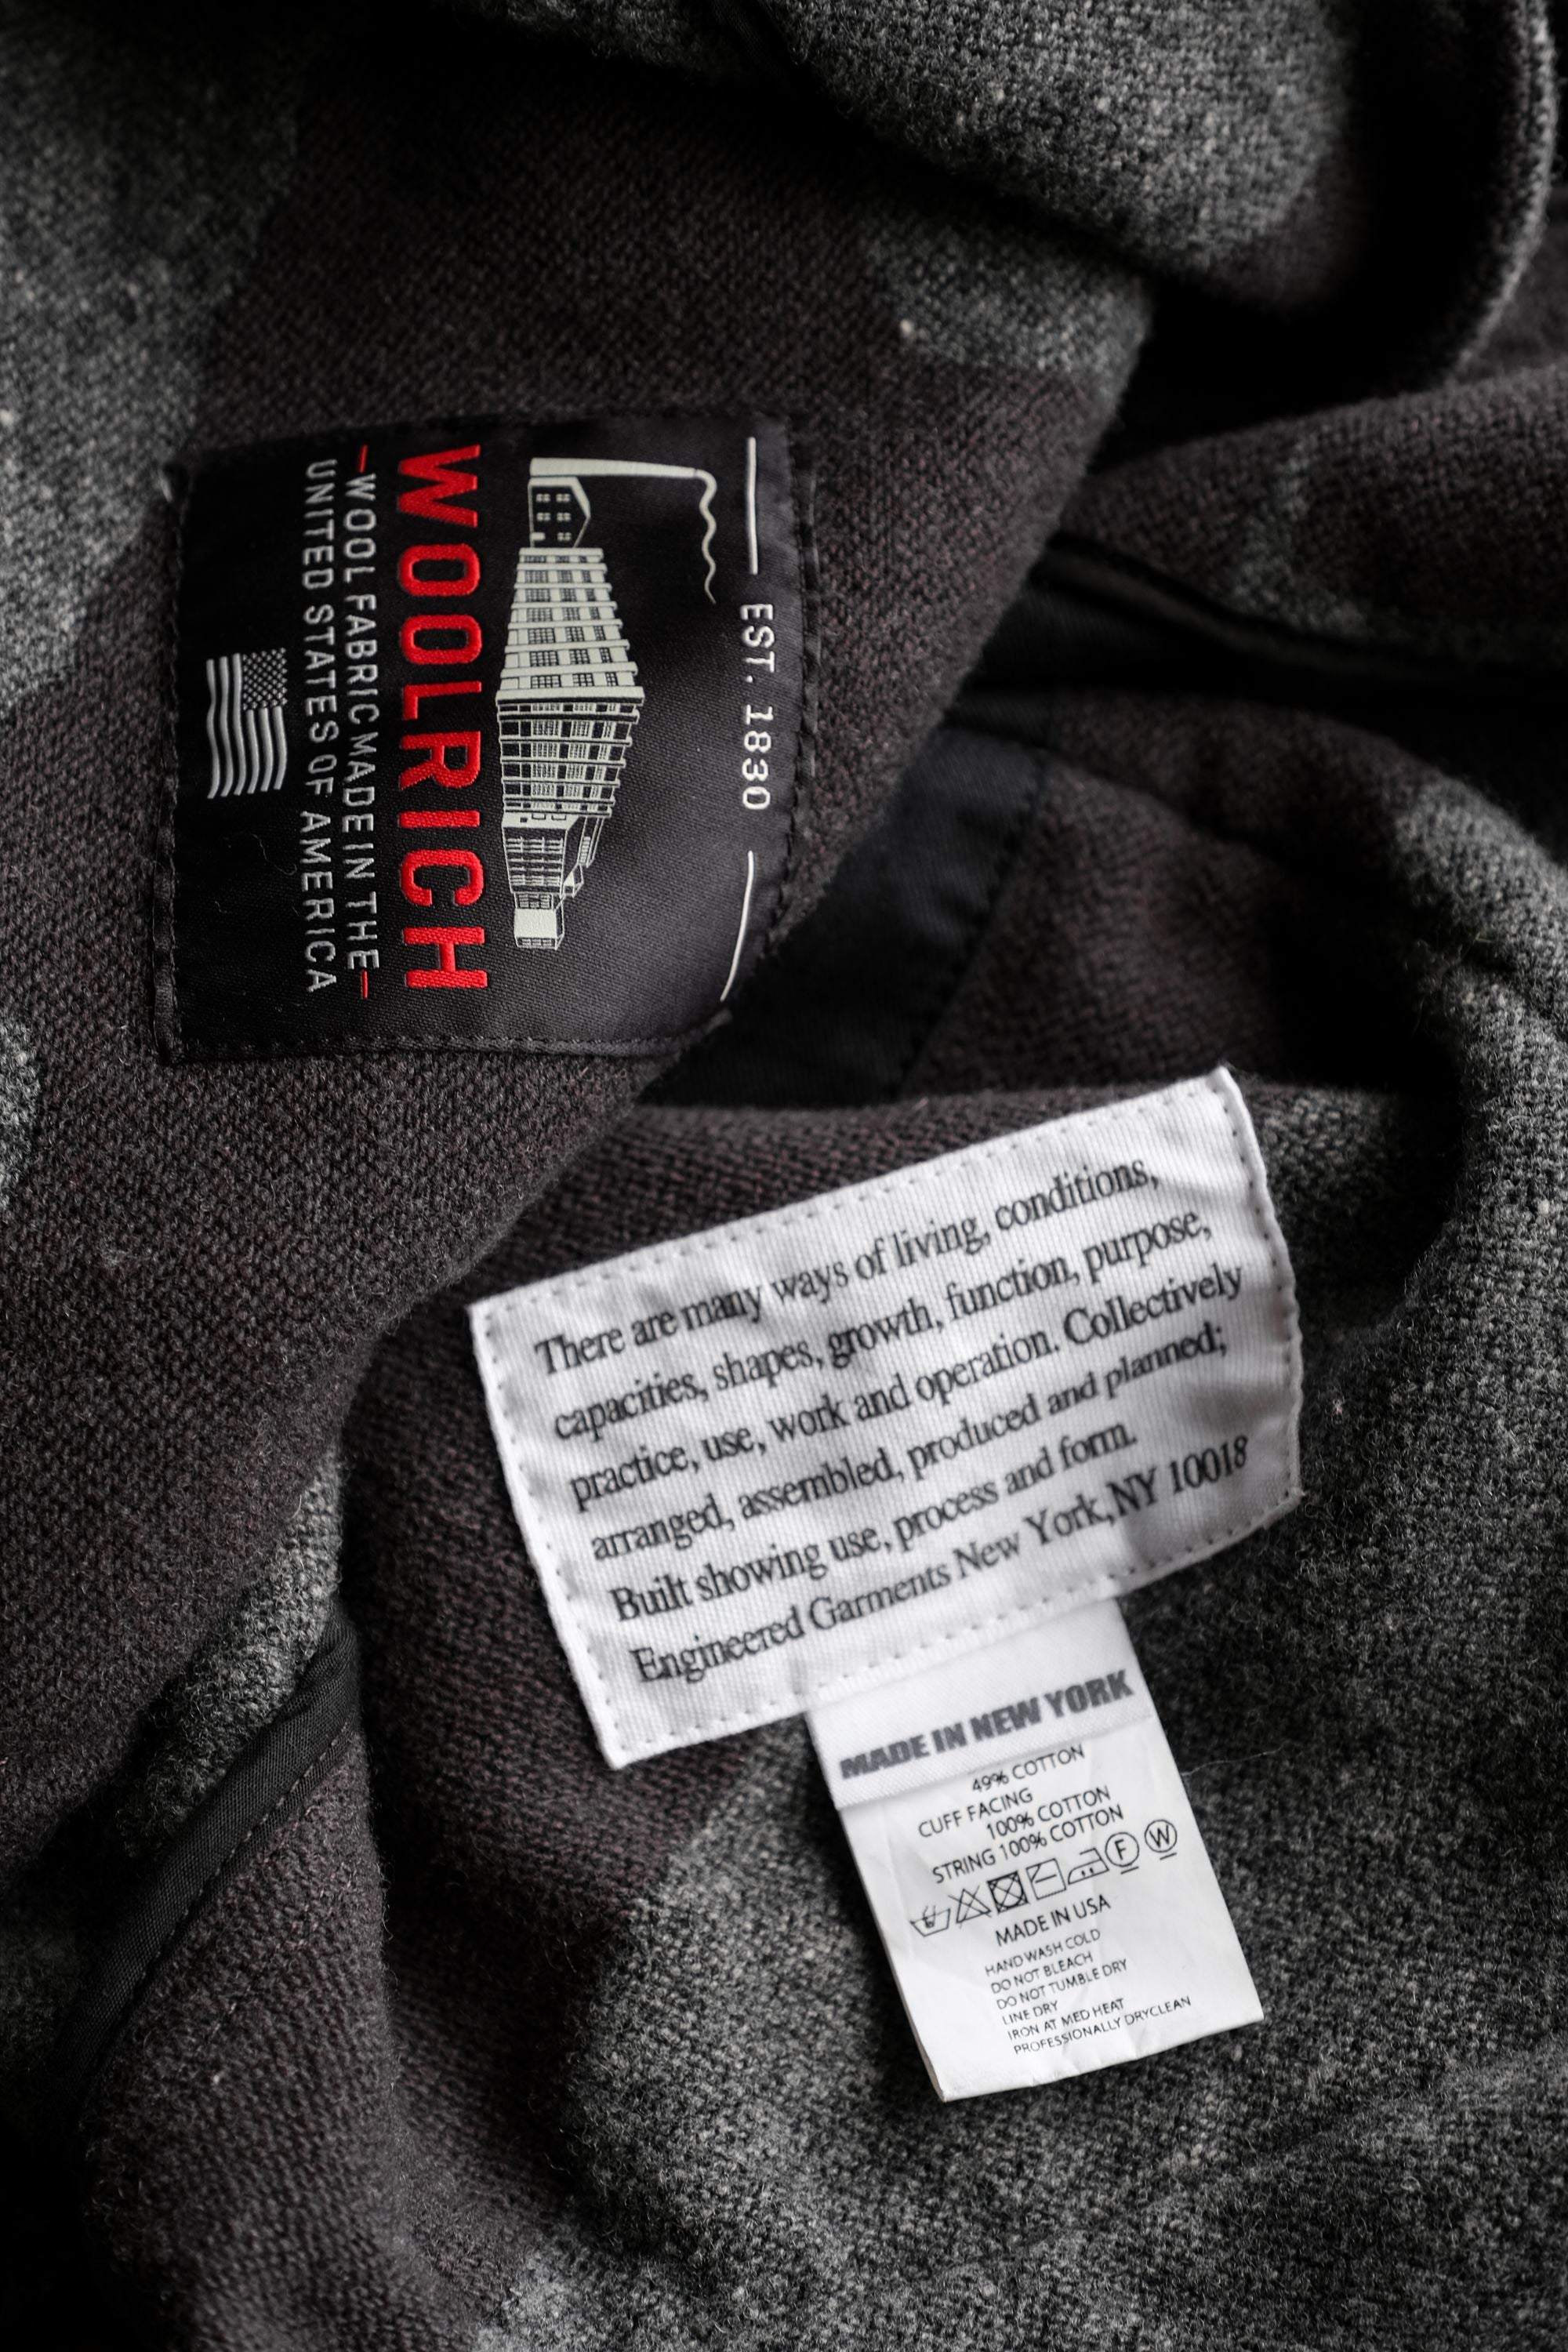 EST. 1830
WOOLRICH
WOOL FABRIC MADE IN THE
UNITED STATES OF AMERICA
There are many ways of living, conditions,
capacities, shapes, growth, function, purpose,
practice, use, work and operation. Collectively
arranged, assembled, produced and planned;
Built showing use, process and form.
Engineered Garments New York, NY 10018
MADE IN NEW YORK
49% COTTON
CUFF FACING
100% COTTON
STRING 100% COTTON
F W
MADE IN USA
HAND WASH COLD
DO NOT BLEACH
DO NOT TUMBLE DRY
LINE DRY
IRON AT MED HEAT
PROFESSIONALLY DRYCLEAN